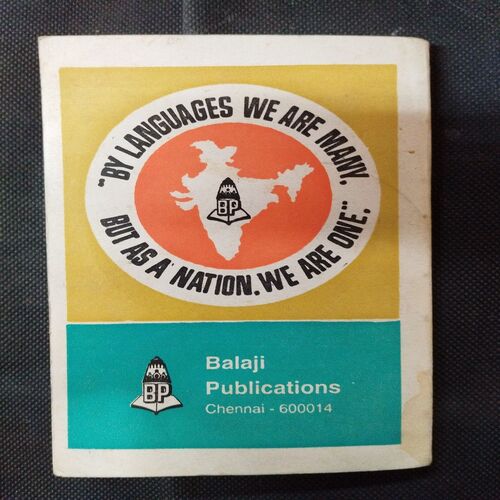 "BY LANGUAGES WE ARE MANY,
BUT AS A NATION. WE ARE ONE."
BP
BP
Balaji
Publications
Chennai - 600014